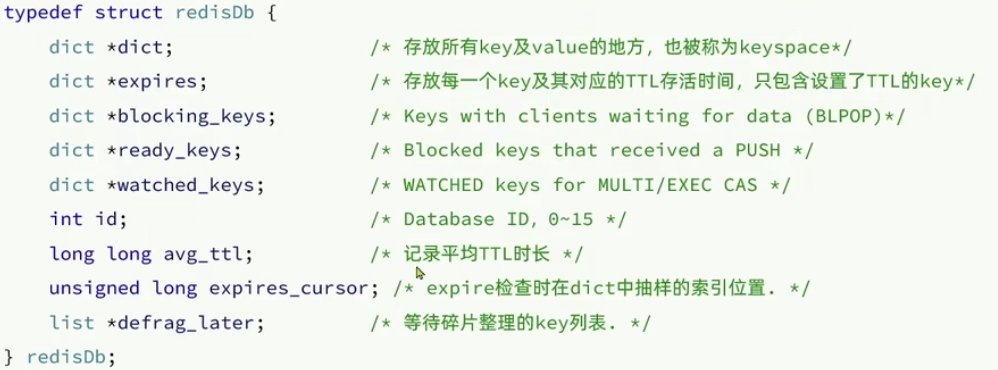 typedef struct redisDb {
dict *dict; /* 存放所有key及value的地方，也被称为keyspace*/
dict *expires; /* 存放每一个key及其对应的TTL存活时间，只包含设置了TTL的key*/
dict *blocking_keys; /* Keys with clients waiting for data (BLPOP)*/
dict *ready_keys; /* Blocked keys that received a PUSH */
dict *watched_keys; /* WATCHED keys for MULTI/EXEC CAS */
int id; /* Database ID，0~15 */
long long avg_ttl; /* 记录平均TTL时长 */
unsigned long expires_cursor; /* expire检查时在dict中抽样的索引位置. */
list *defrag_later; /* 等待碎片整理的key列表. */
} redisDb;